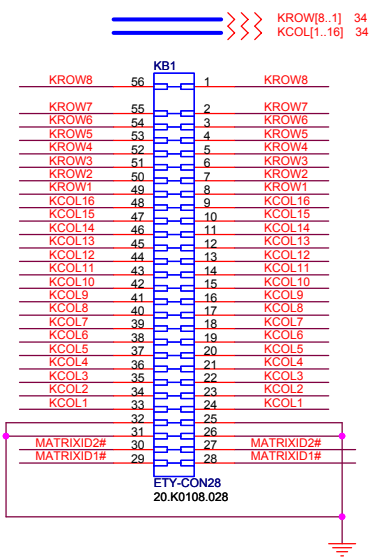 KROW[8..1] 34
KCOL[1..16] 34
KB1
KROW8 56 1 KROW8
KROW7 55 2 KROW7
KROW6 54 3 KROW6
KROW5 53 4 KROW5
KROW4 52 5 KROW4
KROW3 51 6 KROW3
KROW2 50 7 KROW2
KROW1 49 8 KROW1
KCOL16 48 9 KCOL16
KCOL15 47 10 KCOL15
KCOL14 46 11 KCOL14
KCOL13 45 12 KCOL13
KCOL12 44 13 KCOL12
KCOL11 43 14 KCOL11
KCOL10 42 15 KCOL10
KCOL9 41 16 KCOL9
KCOL8 40 17 KCOL8
KCOL7 39 18 KCOL7
KCOL6 38 19 KCOL6
KCOL5 37 20 KCOL5
KCOL4 36 21 KCOL4
KCOL3 35 22 KCOL3
KCOL2 34 23 KCOL2
KCOL1 33 24 KCOL1
32 25
31 26
MATRIXID2# 30 27 MATRIXID2#
MATRIXID1# 29 28 MATRIXID1#
ETY-CON28
20.K0108.028